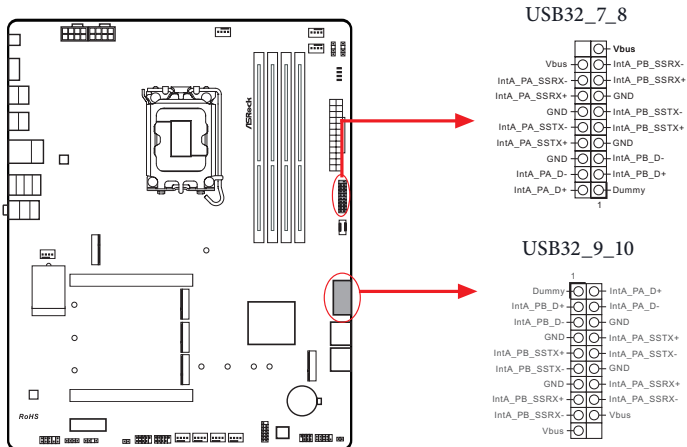 USB32_7_8
Vbus
Vbus IntA_PB_SSRX-
IntA_PA_SSRX- IntA_PB_SSRX+
IntA_PA_SSRX+ GND
GND IntA_PB_SSTX-
IntA_PA_SSTX- IntA_PB_SSTX+
IntA_PA_SSTX+ GND
GND IntA_PB_D-
IntA_PA_D- IntA_PB_D+
IntA_PA_D+ Dummy
1
ASRock
RoHS
USB32_9_10
1
Dummy IntA_PA_D+
IntA_PB_D+ IntA_PA_D-
IntA_PB_D- GND
GND IntA_PA_SSTX+
IntA_PB_SSTX+ IntA_PA_SSTX-
IntA_PB_SSTX- GND
GND IntA_PA_SSRX+
IntA_PB_SSRX+ IntA_PA_SSRX-
IntA_PB_SSRX- Vbus
Vbus